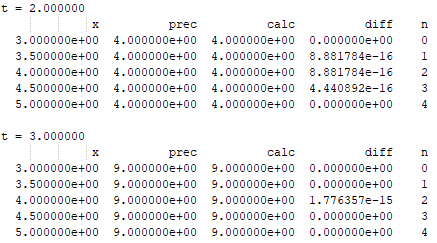 t = 2.000000
x prec calc diff n
3.000000e+00 4.000000e+00 4.000000e+00 0.000000e+00 0
3.500000e+00 4.000000e+00 4.000000e+00 8.881784e-16 1
4.000000e+00 4.000000e+00 4.000000e+00 8.881784e-16 2
4.500000e+00 4.000000e+00 4.000000e+00 4.440892e-16 3
5.000000e+00 4.000000e+00 4.000000e+00 0.000000e+00 4
t = 3.000000
x prec calc diff n
3.000000e+00 9.000000e+00 9.000000e+00 0.000000e+00 0
3.500000e+00 9.000000e+00 9.000000e+00 0.000000e+00 1
4.000000e+00 9.000000e+00 9.000000e+00 1.776357e-15 2
4.500000e+00 9.000000e+00 9.000000e+00 0.000000e+00 3
5.000000e+00 9.000000e+00 9.000000e+00 0.000000e+00 4